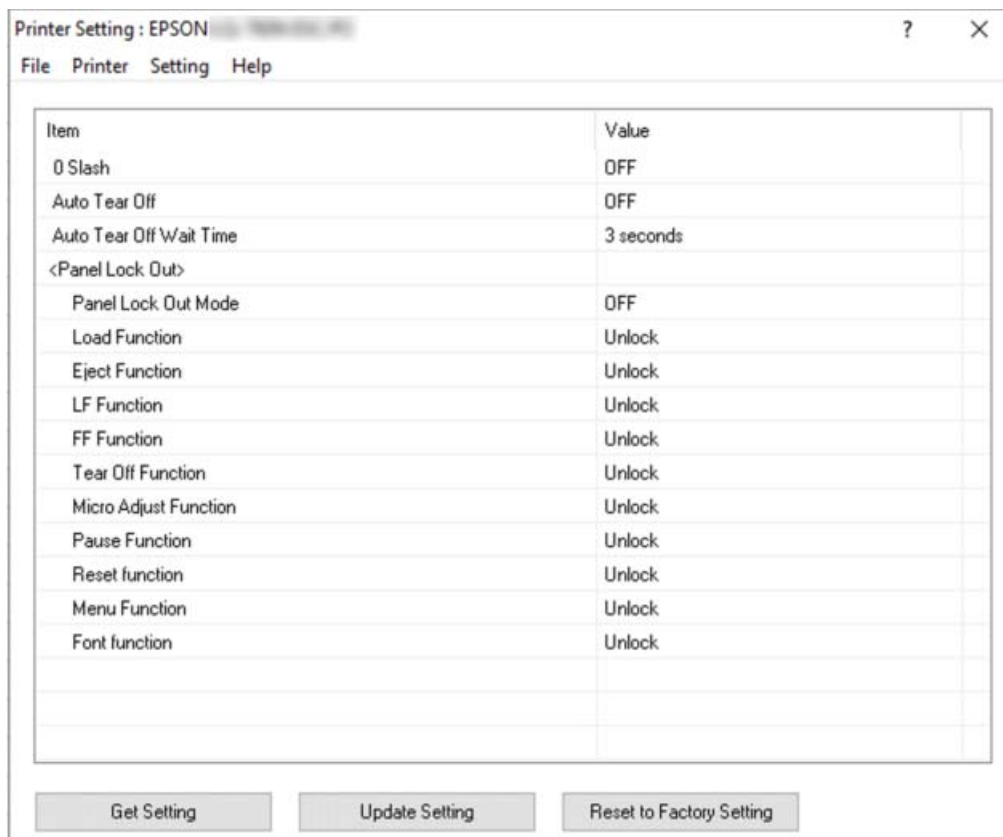 Printer Setting : EPSON
?
File Printer Setting Help
Item Value
0 Slash OFF
Auto Tear Off OFF
Auto Tear Off Wait Time 3 seconds
<Panel Lock Out>
Panel Lock Out Mode OFF
Load Function Unlock
Eject Function Unlock
LF Function Unlock
FF Function Unlock
Tear Off Function Unlock
Micro Adjust Function Unlock
Pause Function Unlock
Reset function Unlock
Menu Function Unlock
Font function Unlock
Get Setting Update Setting Reset to Factory Setting